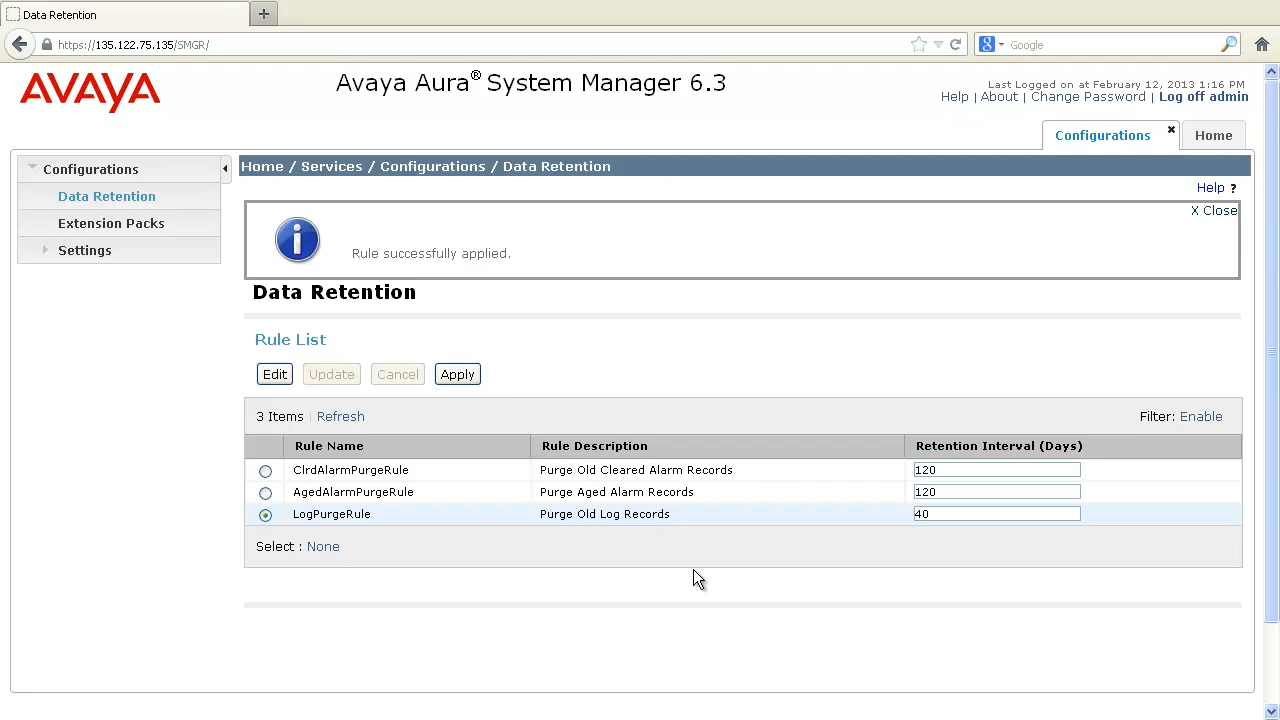 Data Retention
+
https://135.122.75.135/SMGR/
Google
AVAYA
Avaya Aura® System Manager 6.3
Last Logged on at February 12, 2013 1:16 PM
Help | About | Change Password | Log off admin
Configurations ×
Home
Configurations
Data Retention
Extension Packs
Settings
Home / Services / Configurations / Data Retention
Help ?
X Close
Rule successfully applied.
Data Retention
Rule List
Edit Update Cancel Apply
3 Items | Refresh Filter: Enable
Rule Name Rule Description Retention Interval (Days)
ClrdAlarmPurgeRule Purge Old Cleared Alarm Records 120
AgedAlarmPurgeRule Purge Aged Alarm Records 120
LogPurgeRule Purge Old Log Records 40
Select : None